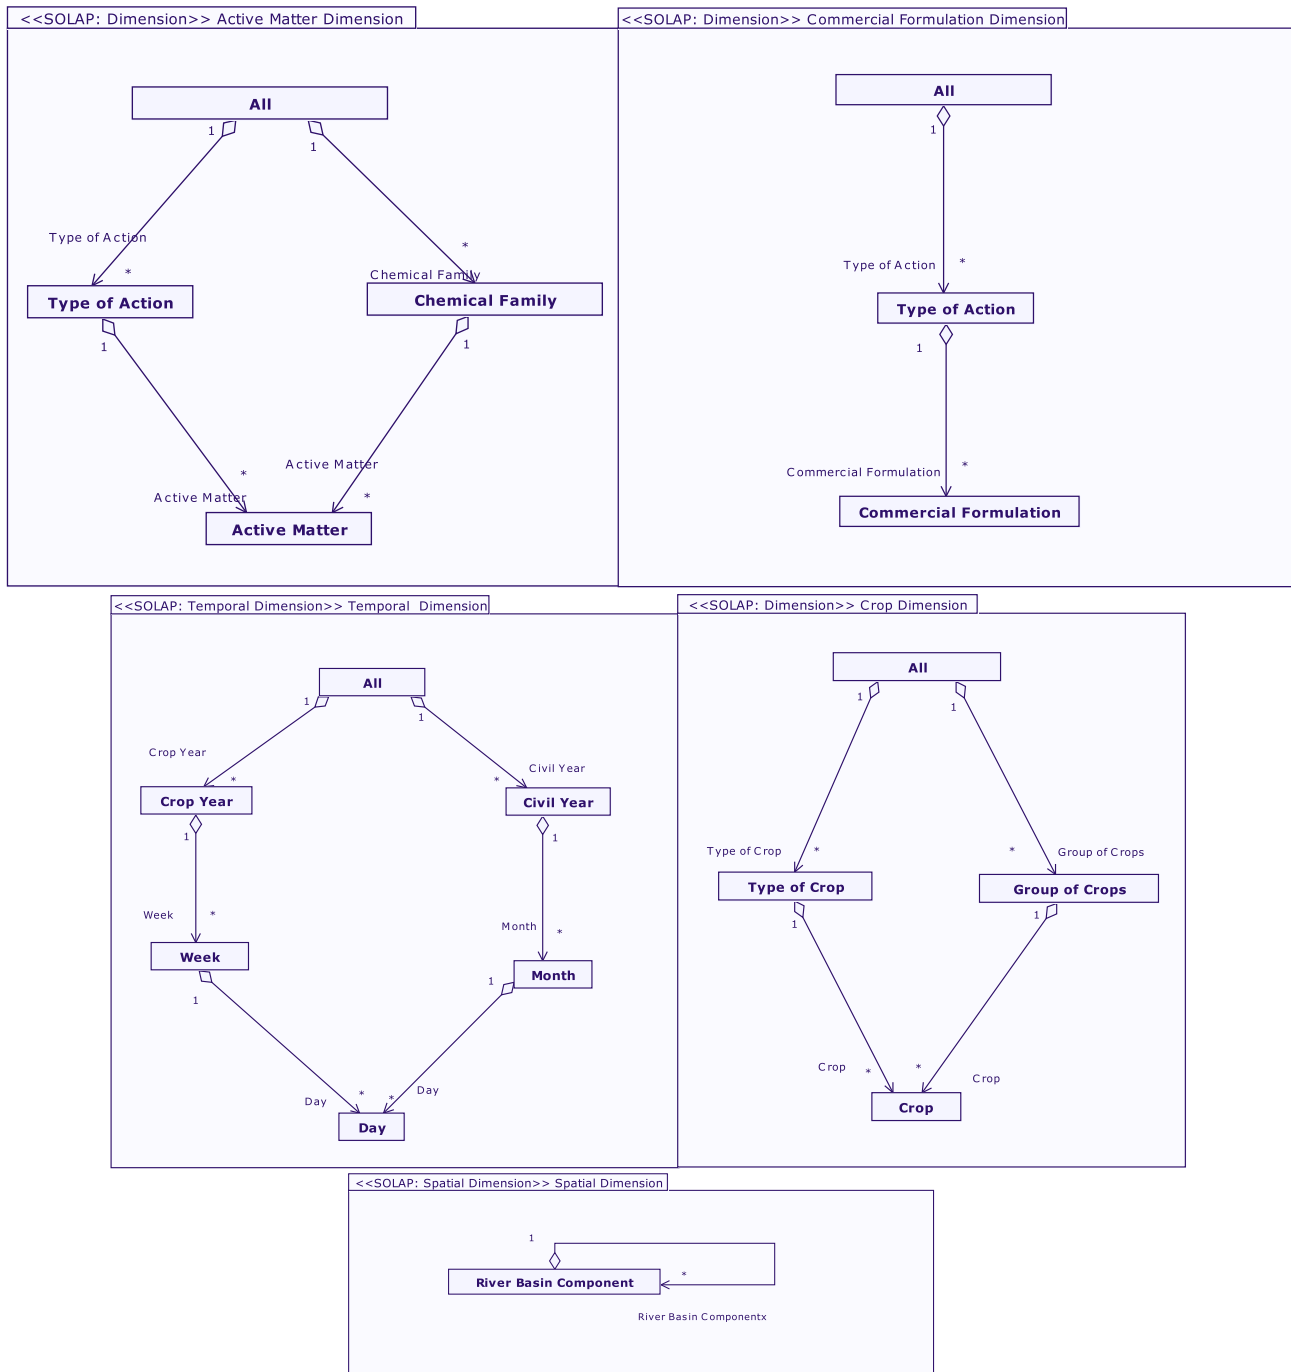 <<SOLAP: Dimension>> Active Matter Dimension
All
1
1
Type of Action
*
*
Chemical Family
Type of Action
Chemical Family
1
1
*
Active Matter
Active Matter
*
Active Matter
<<SOLAP: Dimension>> Commercial Formulation Dimension
All
1
Type of Action
*
Type of Action
1
Commercial Formulation
*
Commercial Formulation
<<SOLAP: Temporal Dimension>> Temporal  Dimension
All
1
1
Crop Year
*
Civil Year
*
Crop Year
Civil Year
1
1
Week
*
Month
*
Week
Month
1
1
Day
*
*
Day
Day
<<SOLAP: Dimension>> Crop Dimension
All
1
1
Type of Crop
*
*
Group of Crops
Type of Crop
Group of Crops
1
1
Crop
*
*
Crop
Crop
<<SOLAP: Spatial Dimension>> Spatial Dimension
1
*
River Basin Component
River Basin Componentx